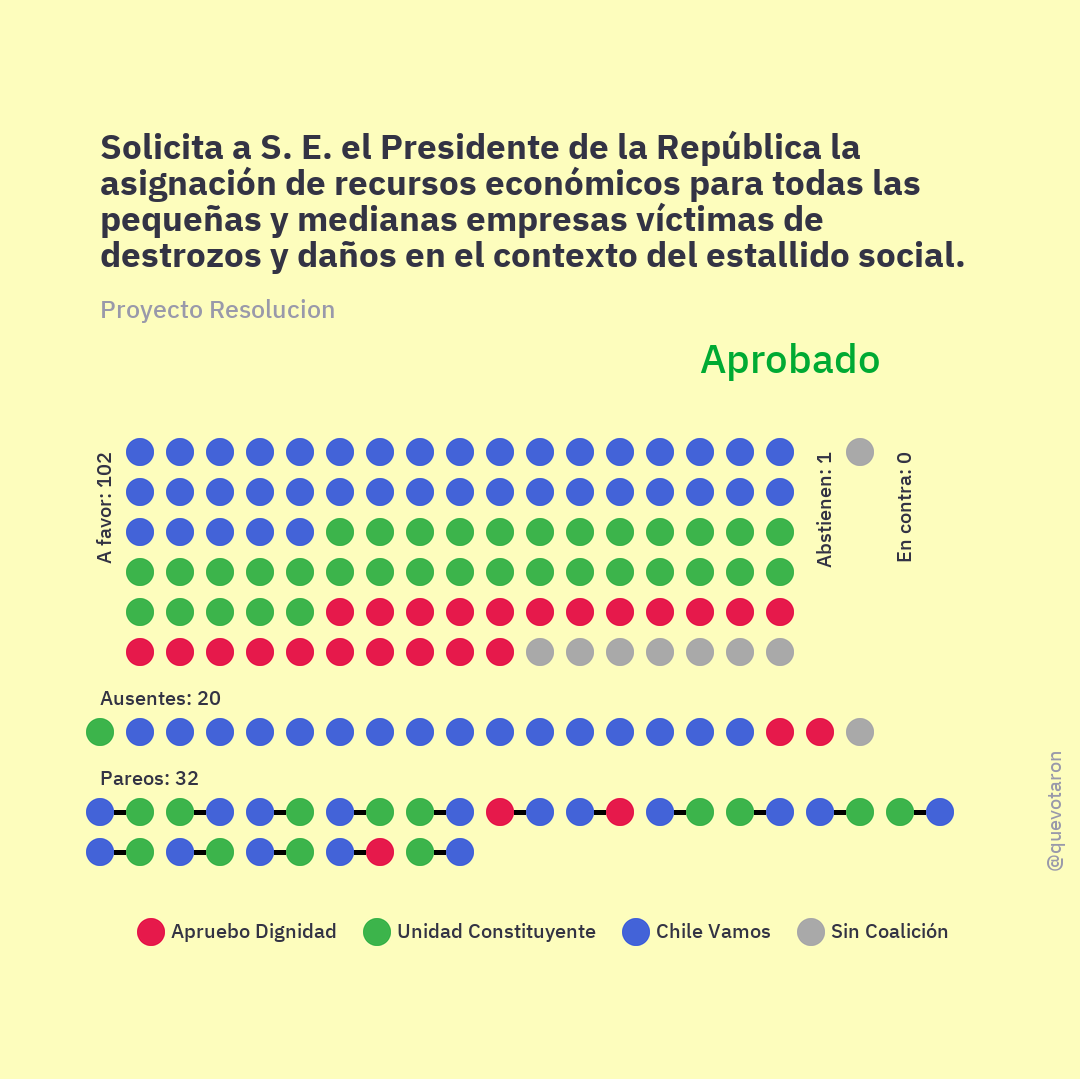 Solicita a S. E. el Presidente de la República la
asignación de recursos económicos para todas las
pequeñas y medianas empresas víctimas de
destrozos y daños en el contexto del estallido social.
Proyecto Resolucion
Aprobado
A favor: 102
Abstienen: 1
En contra: 0
Ausentes: 20
Pareos: 32
@quevotaron
Apruebo Dignidad
Unidad Constituyente
Chile Vamos
Sin Coalición